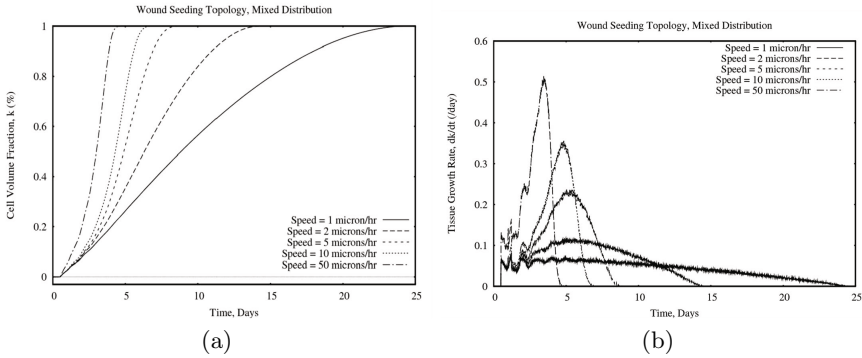 Wound Seeding Topology, Mixed Distribution
Cell Volume Fraction, k (%)
1
0.8
0.6
0.4
0.2
0
Speed = 1 micron/hr
Speed = 2 microns/hr
Speed = 5 microns/hr
Speed = 10 microns/hr
Speed = 50 microns/hr
0 5 10 15 20 25
Time, Days
(a)
Wound Seeding Topology, Mixed Distribution
Tissue Growth Rate, dk/dt (/day)
0.6
0.5
0.4
0.3
0.2
0.1
0
Speed = 1 micron/hr
Speed = 2 microns/hr
Speed = 5 microns/hr
Speed = 10 microns/hr
Speed = 50 microns/hr
0 5 10 15 20 25
Time, Days
(b)